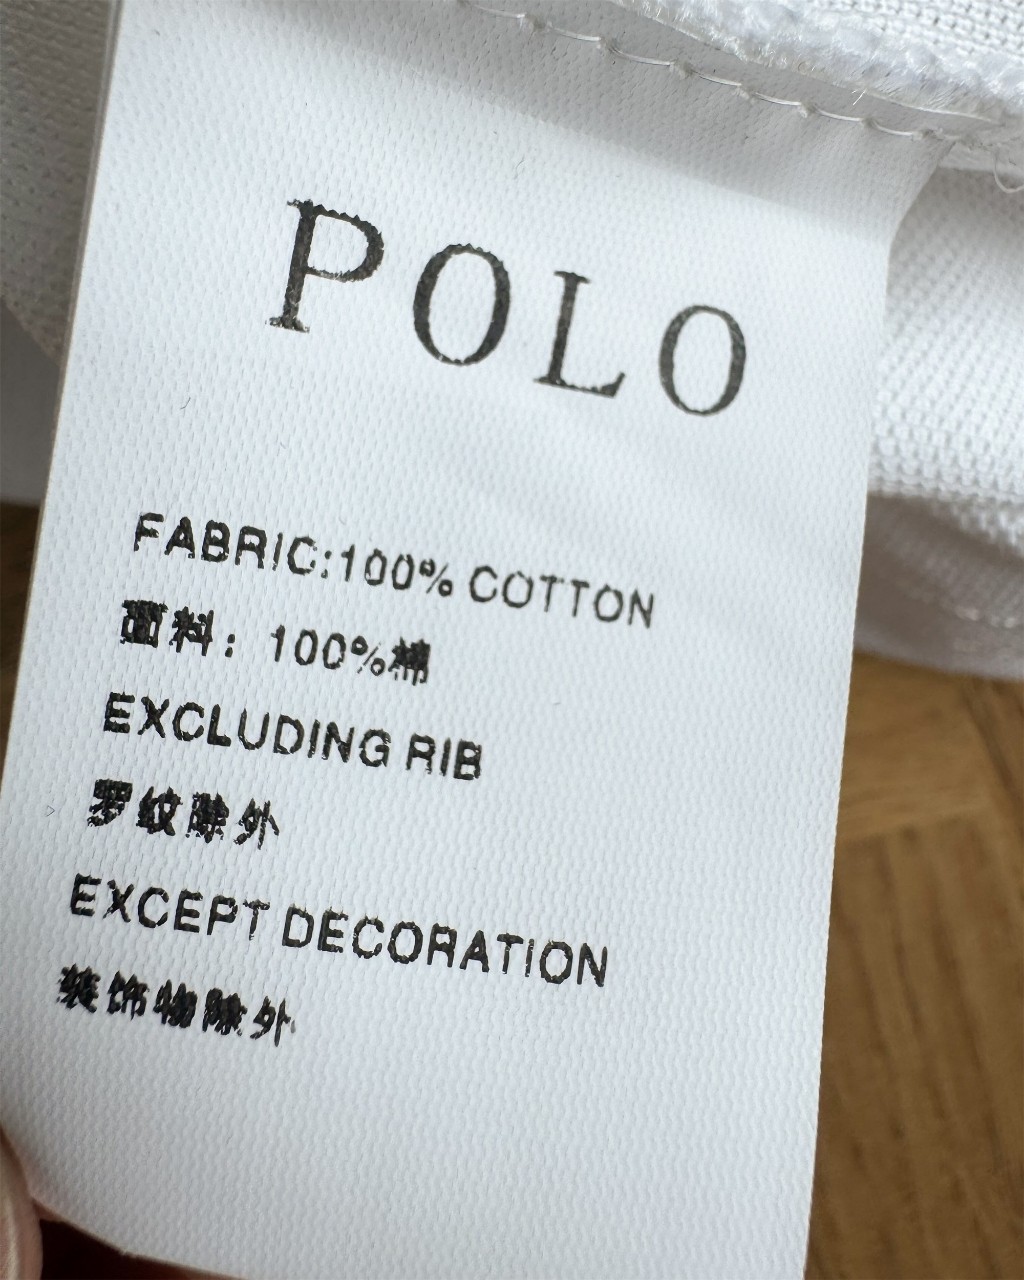 POLO
FABRIC:100% COTTON
面料：100%棉
EXCLUDING RIB
罗纹除外
EXCEPT DECORATION
装饰物除外